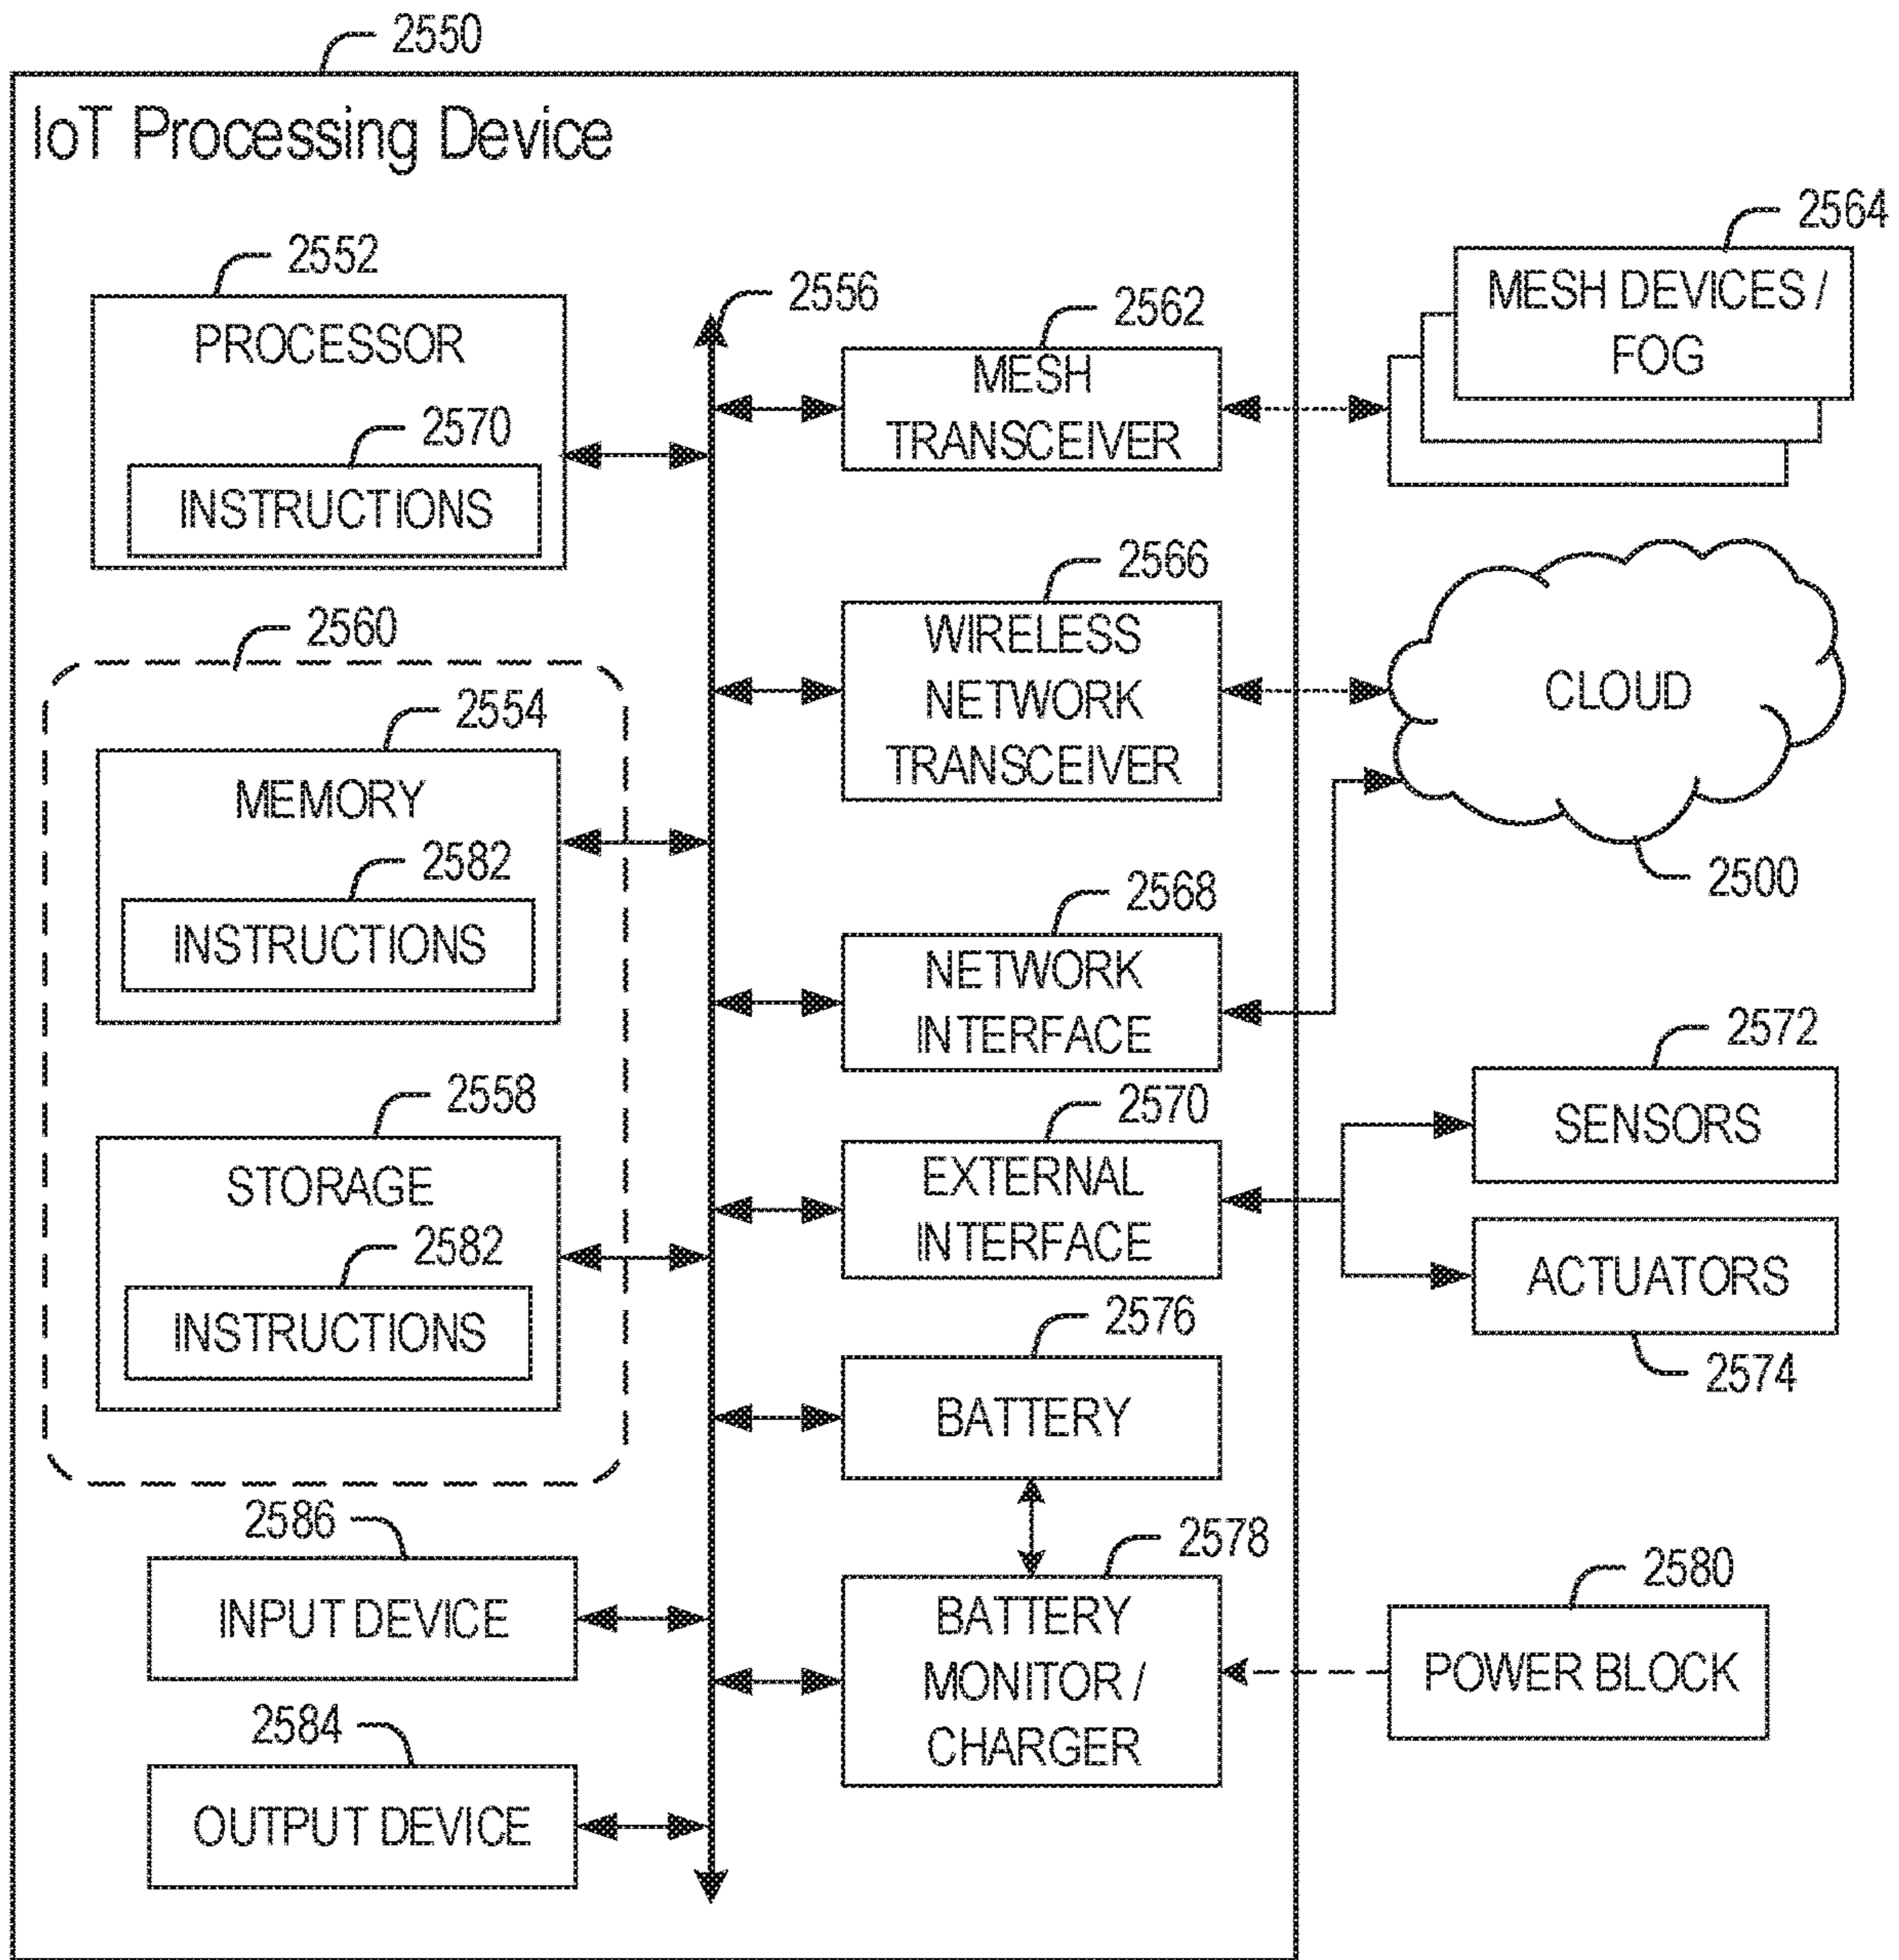 2550
IoT Processing Device
2552
PROCESSOR
2570
INSTRUCTIONS
2560
2554
MEMORY
2582
INSTRUCTIONS
2558
STORAGE
2582
INSTRUCTIONS
2586
INPUT DEVICE
2584
OUTPUT DEVICE
2556
2562
MESH
TRANSCEIVER
2566
WIRELESS
NETWORK
TRANSCEIVER
2568
NETWORK
INTERFACE
2570
EXTERNAL
INTERFACE
2576
BATTERY
2578
BATTERY
MONITOR /
CHARGER
2564
MESH DEVICES /
FOG
CLOUD
2500
2572
SENSORS
ACTUATORS
2574
2580
POWER BLOCK